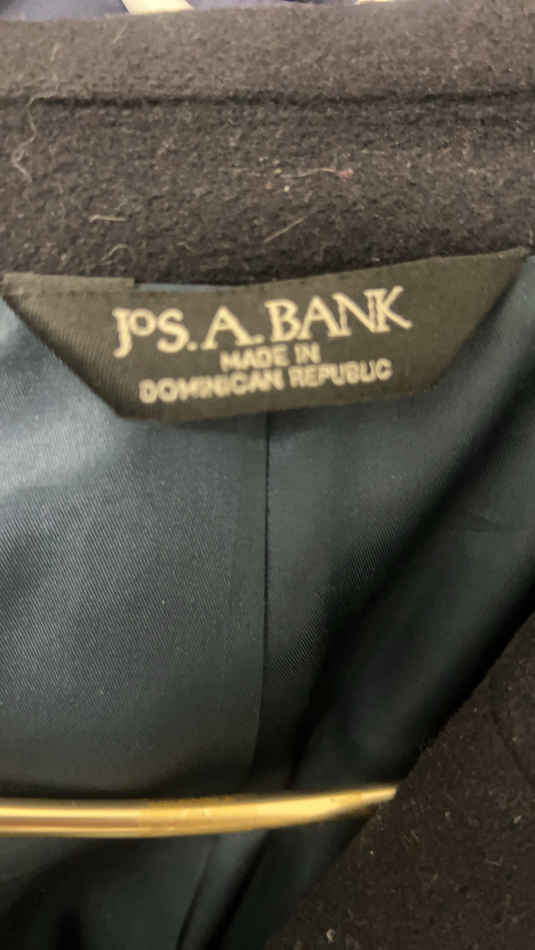 JOS. A. BANK
MADE IN
DOMINICAN REPUBLIC